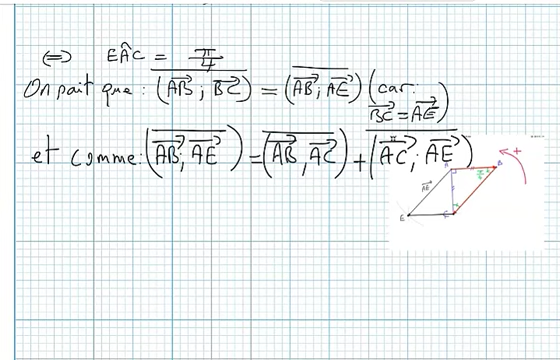 ⇔ EÂC = π/4
On pait que : (AB⃗ ; BC⃗) = (AB⃗ ; AE⃗) (car :
BC⃗ = AE⃗)
et comme : (AB⃗ ; AE⃗) = (AB⃗ , AC⃗) + (AC⃗ ; AE⃗)
+
AE⃗
E